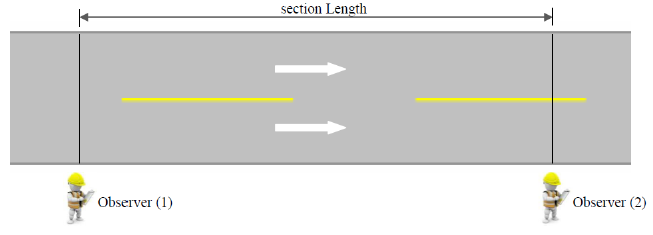 section Length
Observer (1)
Observer (2)